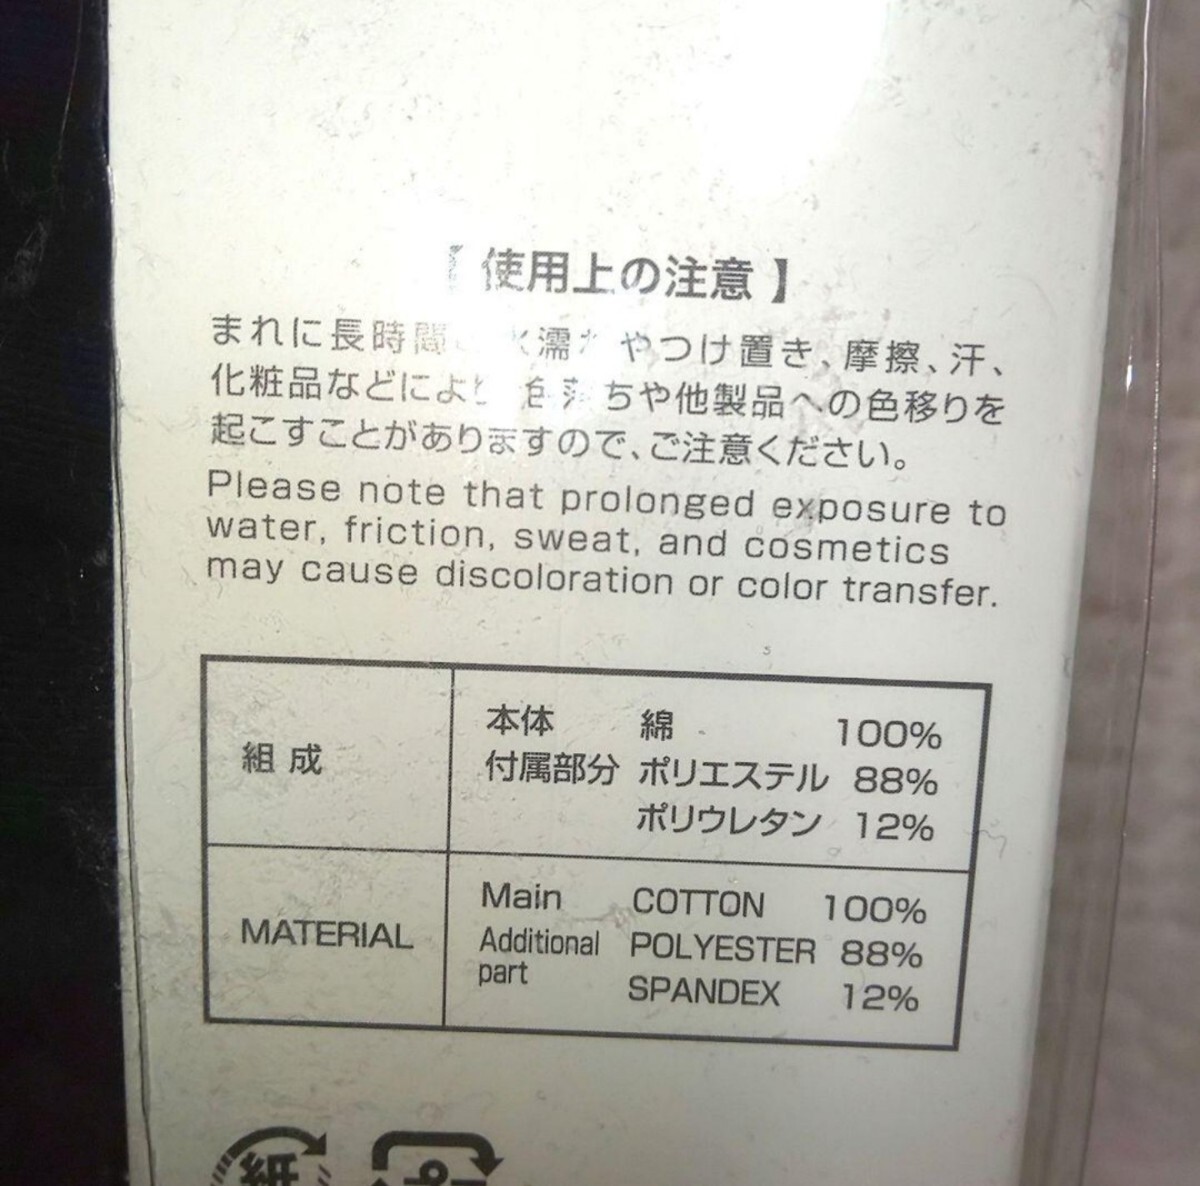 【使用上の注意】
まれに長時間 水濡 やつけ置き、摩擦、汗、
化粧品などにより色落ちや他製品への色移りを
起こすことがありますので、ご注意ください。
Please note that prolonged exposure to
water, friction, sweat, and cosmetics
may cause discoloration or color transfer.
組成
本体 綿 100%
付属部分 ポリエステル 88%
ポリウレタン 12%
MATERIAL
Main COTTON 100%
Additional part POLYESTER 88%
SPANDEX 12%
紙